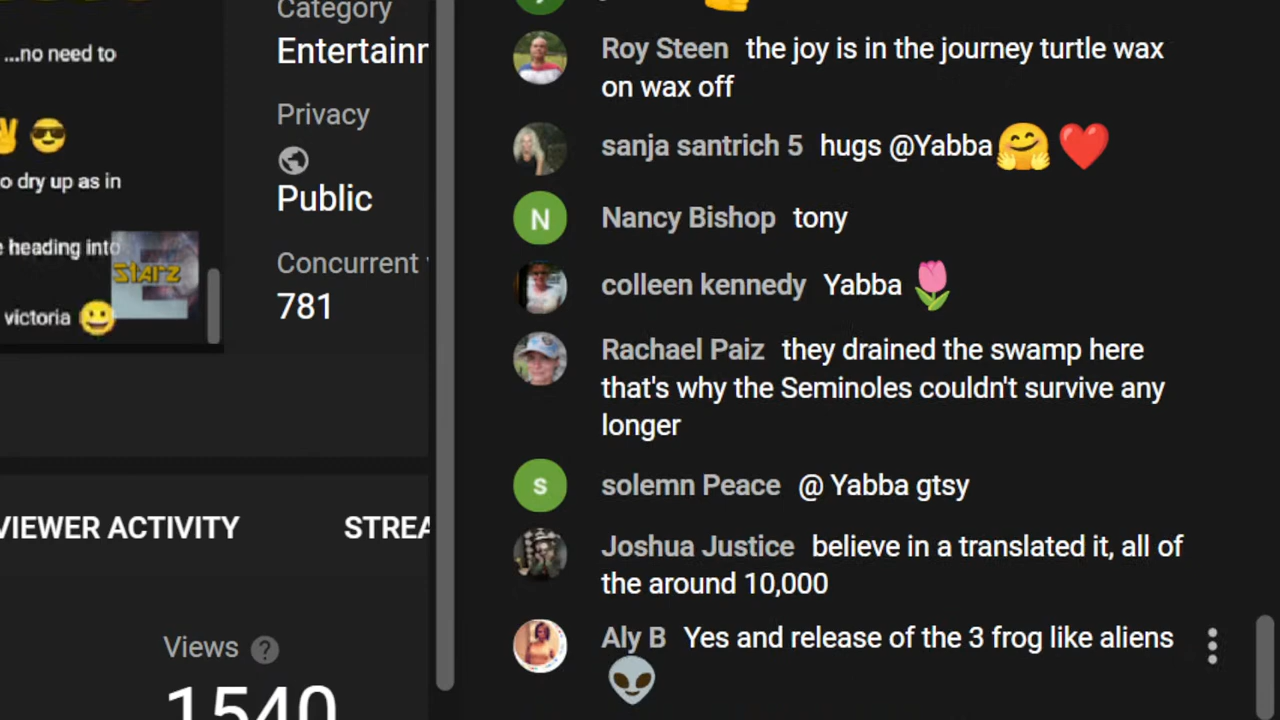 ...no need to
o dry up as in
heading into
starz
victoria 😀
Category
Entertainm
Privacy
Public
Concurrent
781
VIEWER ACTIVITY
STREA
Views ?
1540
Roy Steen the joy is in the journey turtle wax
on wax off
sanja santrich 5 hugs @Yabba🤗❤️
N Nancy Bishop tony
colleen kennedy Yabba 🌷
Rachael Paiz they drained the swamp here
that's why the Seminoles couldn't survive any
longer
s solemn Peace @ Yabba gtsy
Joshua Justice believe in a translated it, all of
the around 10,000
Aly B Yes and release of the 3 frog like aliens
👽